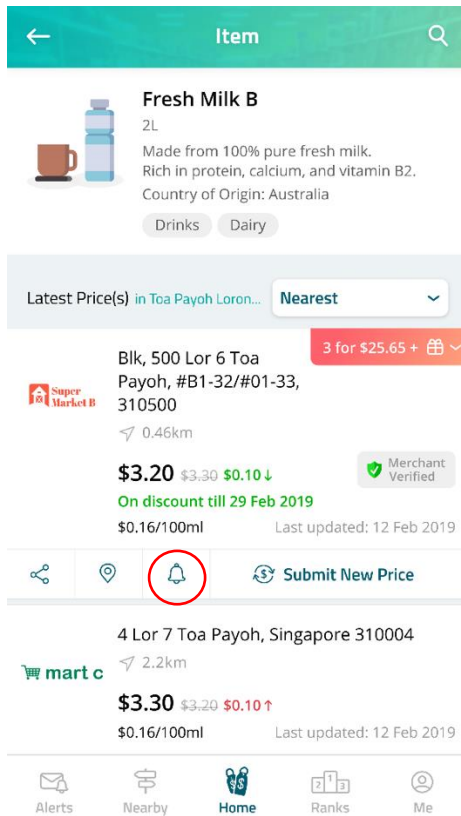 Item
Fresh Milk B
2L
Made from 100% pure fresh milk.
Rich in protein, calcium, and vitamin B2.
Country of Origin: Australia
Drinks Dairy
Latest Price(s) in Toa Payoh Loron... Nearest
3 for $25.65 +
Blk, 500 Lor 6 Toa
Payoh, #B1-32/#01-33,
310500
Super
Market B
0.46km
$3.20 $3.30 $0.10↓
Merchant
Verified
On discount till 29 Feb 2019
$0.16/100ml Last updated: 12 Feb 2019
Submit New Price
4 Lor 7 Toa Payoh, Singapore 310004
mart c
2.2km
$3.30 $3.20 $0.10↑
$0.16/100ml Last updated: 12 Feb 2019
2 1 3
Alerts Nearby Home Ranks Me